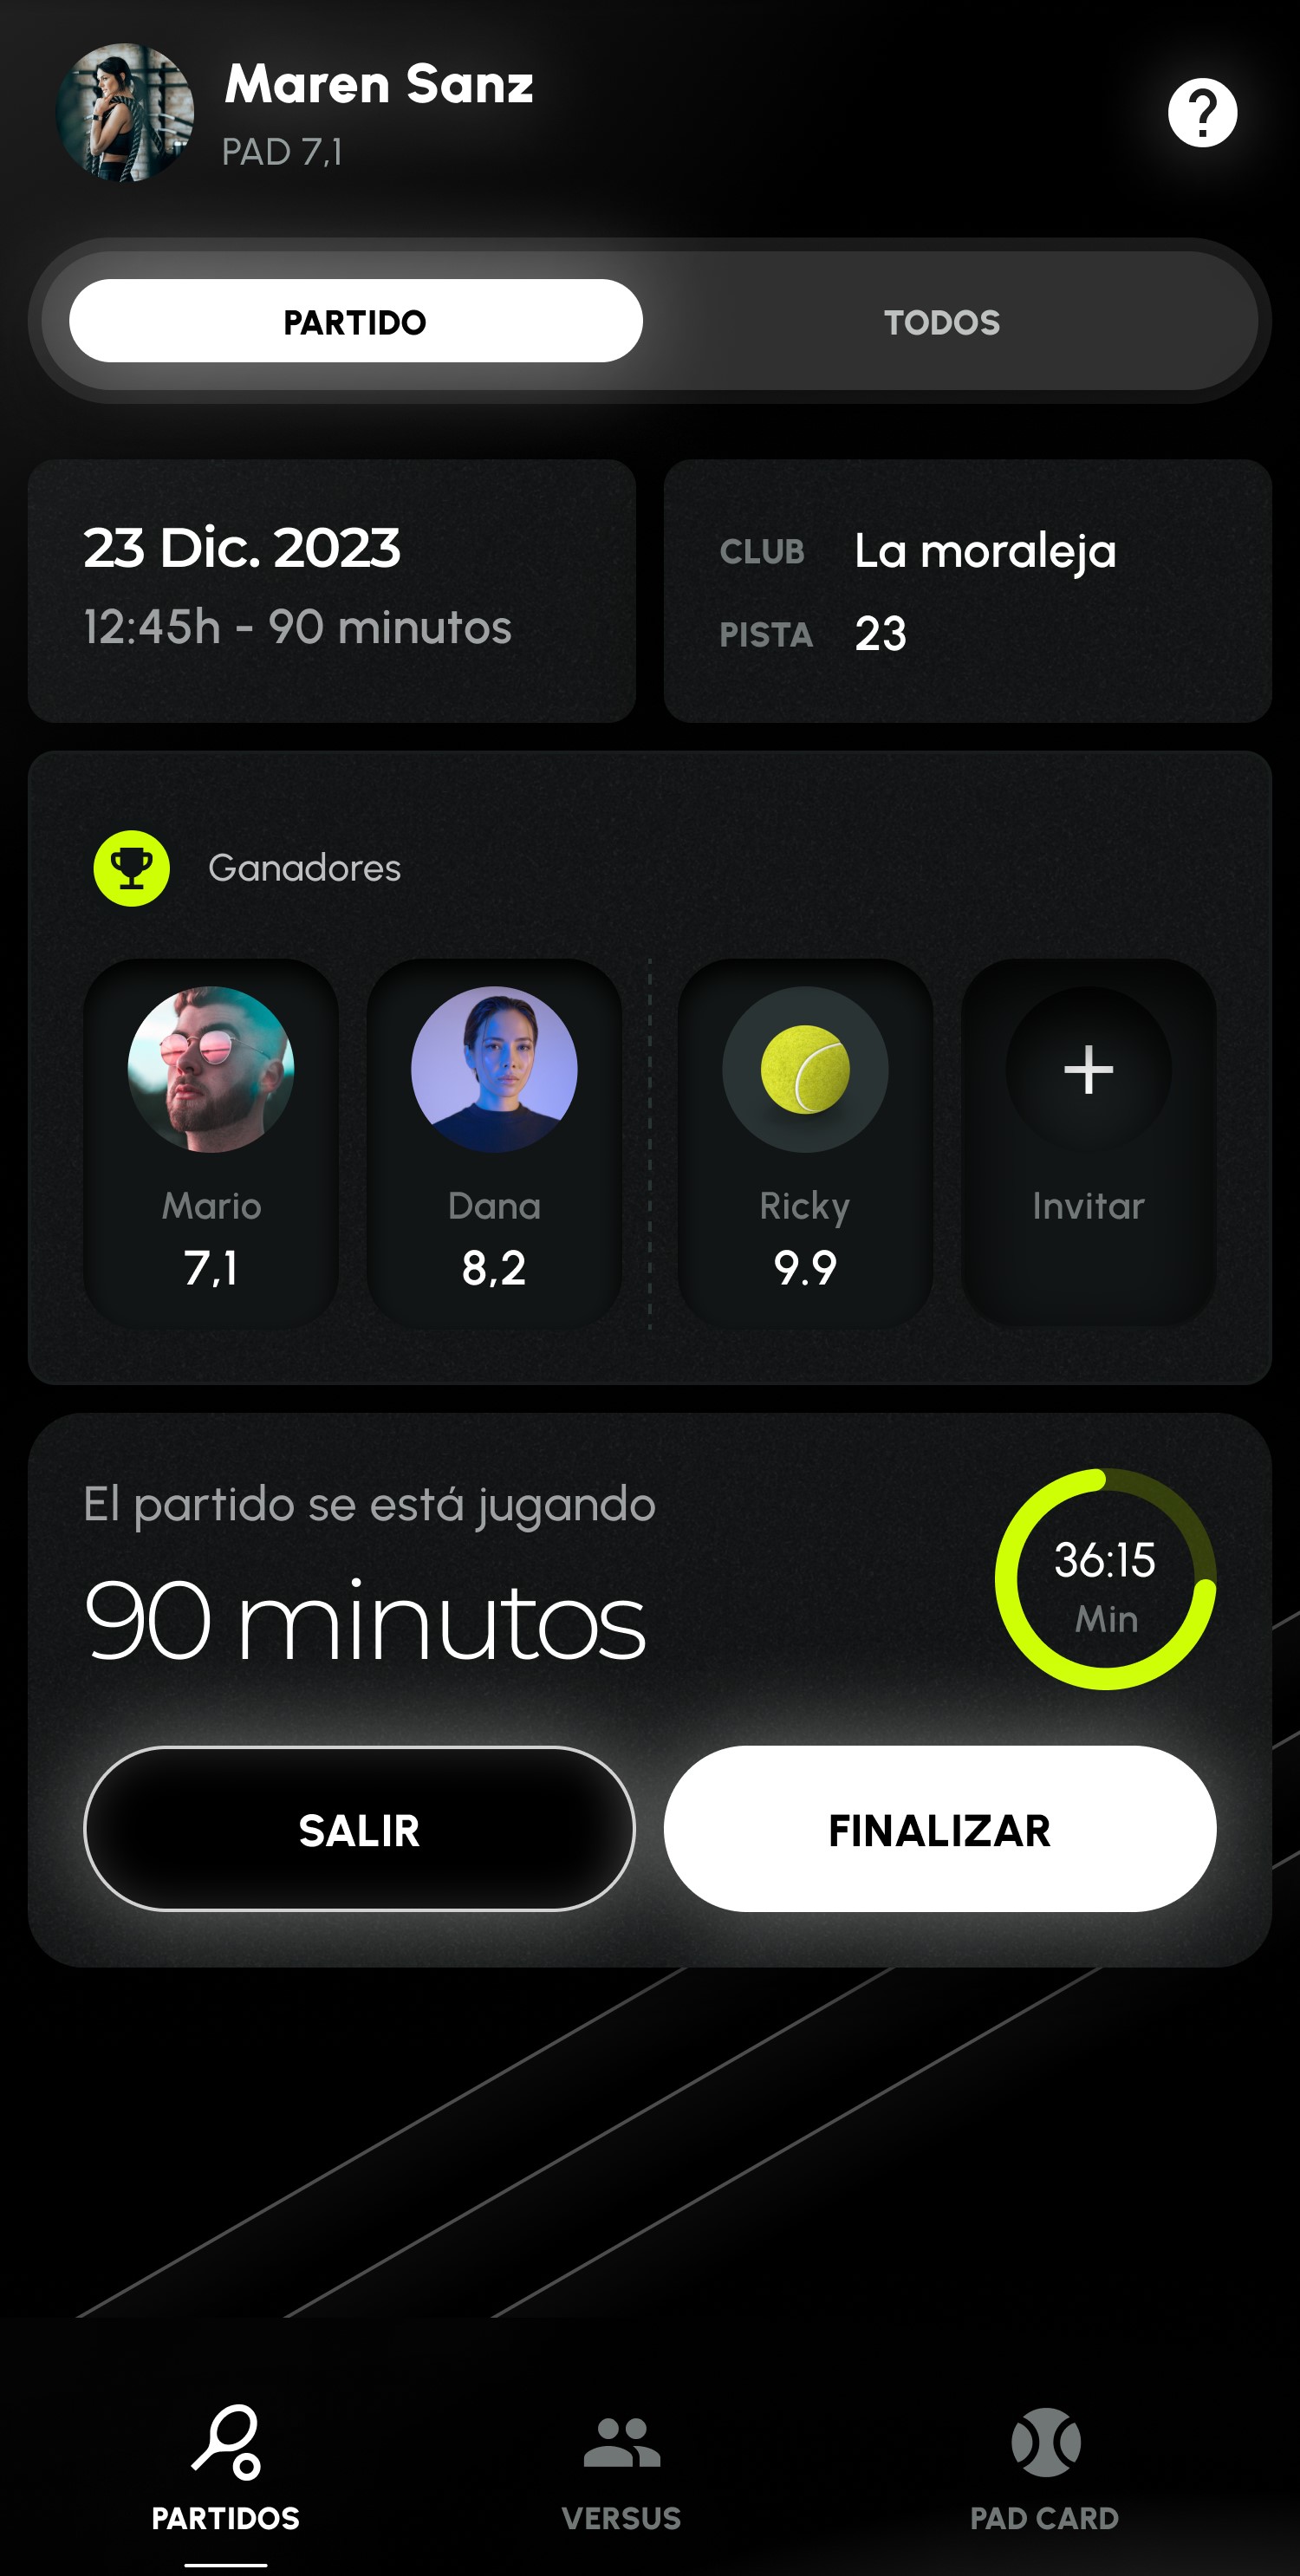 Maren Sanz
PAD 7,1
?
PARTIDO
TODOS
23 Dic. 2023
12:45h - 90 minutos
CLUB La moraleja
PISTA 23
Ganadores
Mario
7,1
Dana
8,2
Ricky
9.9
+
Invitar
El partido se está jugando
90 minutos
36:15
Min
SALIR
FINALIZAR
PARTIDOS
VERSUS
PAD CARD